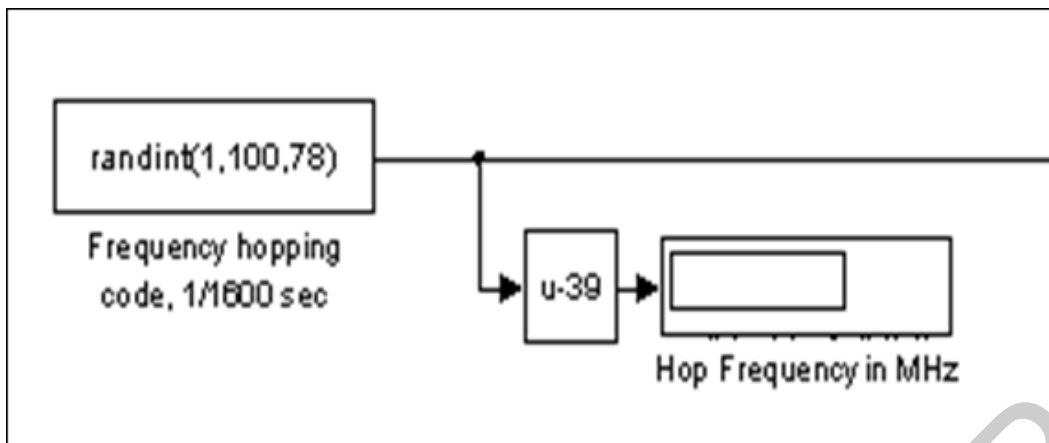 randint(1,100,78)
Frequency hopping
code, 1/1600 sec
u-39
Hop Frequency in MHz